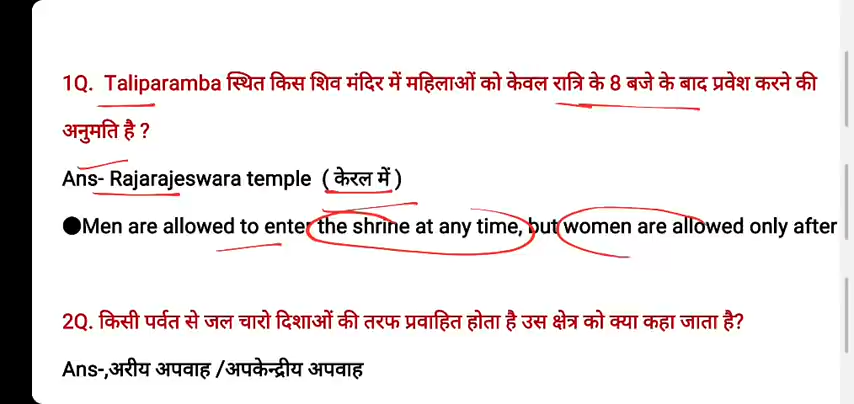 1Q. Taliparamba स्थित किस शिव मंदिर में महिलाओं को केवल रात्रि के 8 बजे के बाद प्रवेश करने की
अनुमति है ?
Ans- Rajarajeswara temple ( केरल में )
●Men are allowed to enter the shrine at any time, but women are allowed only after
2Q. किसी पर्वत से जल चारो दिशाओं की तरफ प्रवाहित होता है उस क्षेत्र को क्या कहा जाता है?
Ans-,अरीय अपवाह /अपकेन्द्रीय अपवाह